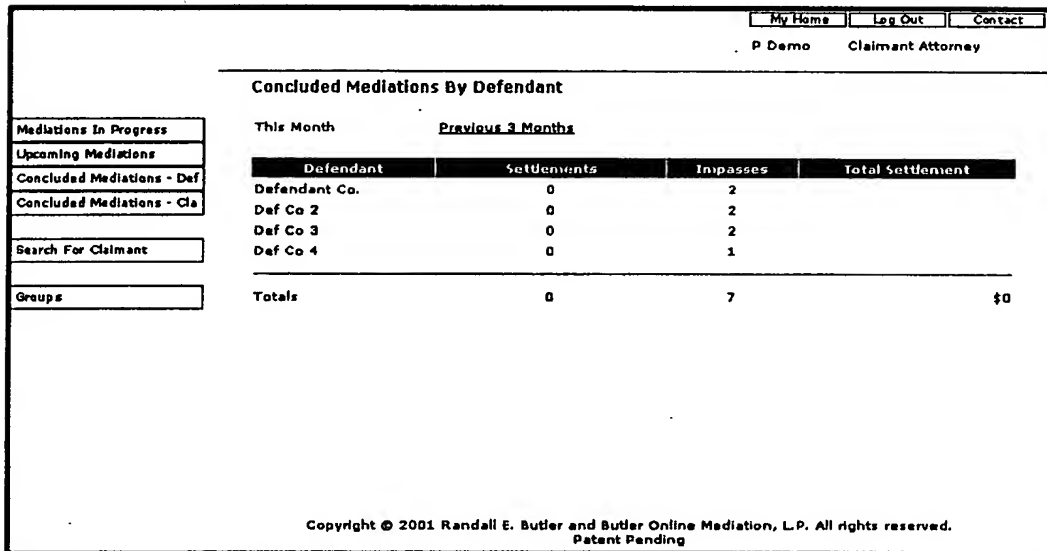 My Home Log Out Contact
P Demo Claimant Attorney
Concluded Mediations By Defendant
This Month Previous 3 Months
Mediations In Progress
Upcoming Mediations
Concluded Mediations - Def
Concluded Mediations - Cla
Search For Claimant
Groups
Defendant Settlements Impasses Total Settlement
Defendant Co. 0 2
Def Co 2 0 2
Def Co 3 0 2
Def Co 4 0 1
Totals 0 7 $0
Copyright © 2001 Randall E. Butler and Butler Online Mediation, L.P. All rights reserved.
Patent Pending